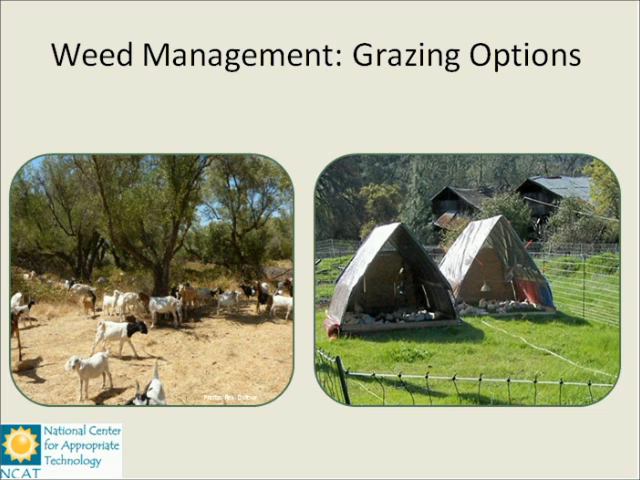 Weed Management: Grazing Options
National Center
for Appropriate
Technology
NCAT